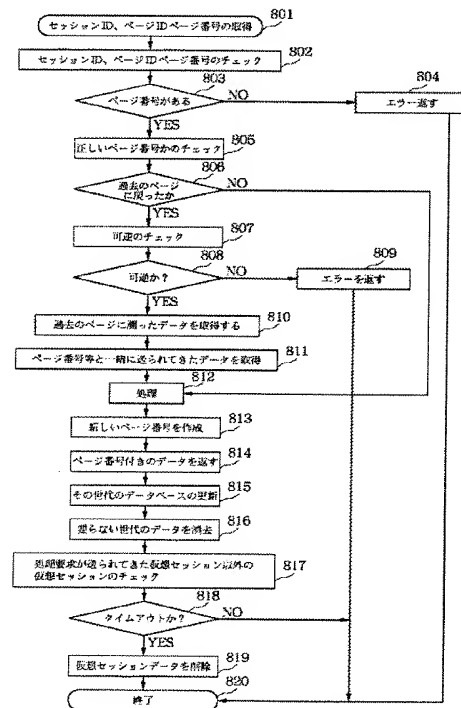 セッションID、ページIDページ番号の取得
801
セッションID、ページIDページ番号のチェック
802
803
ページ番号がある
NO
804
エラー返す
YES
正しいページ番号かのチェック
805
806
過去のページ
に戻ったか
NO
YES
可逆のチェック
807
808
可逆か?
NO
809
エラーを返す
YES
過去のページに遡ったデータを取得する
810
ページ番号等と一緒に送られてきたデータを取得
811
812
処理
新しいページ番号を作成
813
ページ番号付きのデータを返す
814
その世代のデータベースの更新
815
要らない世代のデータを消去
816
処理要求が送られてきた仮想セッション以外の
仮想セッションのチェック
817
818
タイムアウトか?
NO
YES
仮想セッションデータを削除
819
820
終了